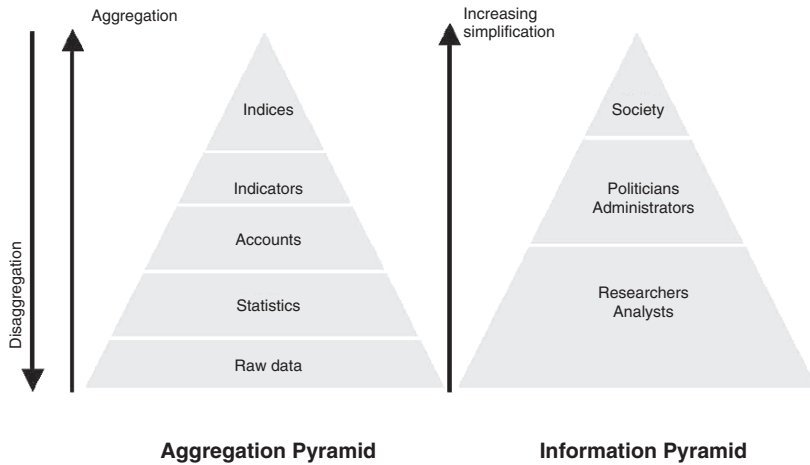 Aggregation
Disaggregation
Indices
Indicators
Accounts
Statistics
Raw data
Aggregation Pyramid
Increasing
simplification
Society
Politicians
Administrators
Researchers
Analysts
Information Pyramid